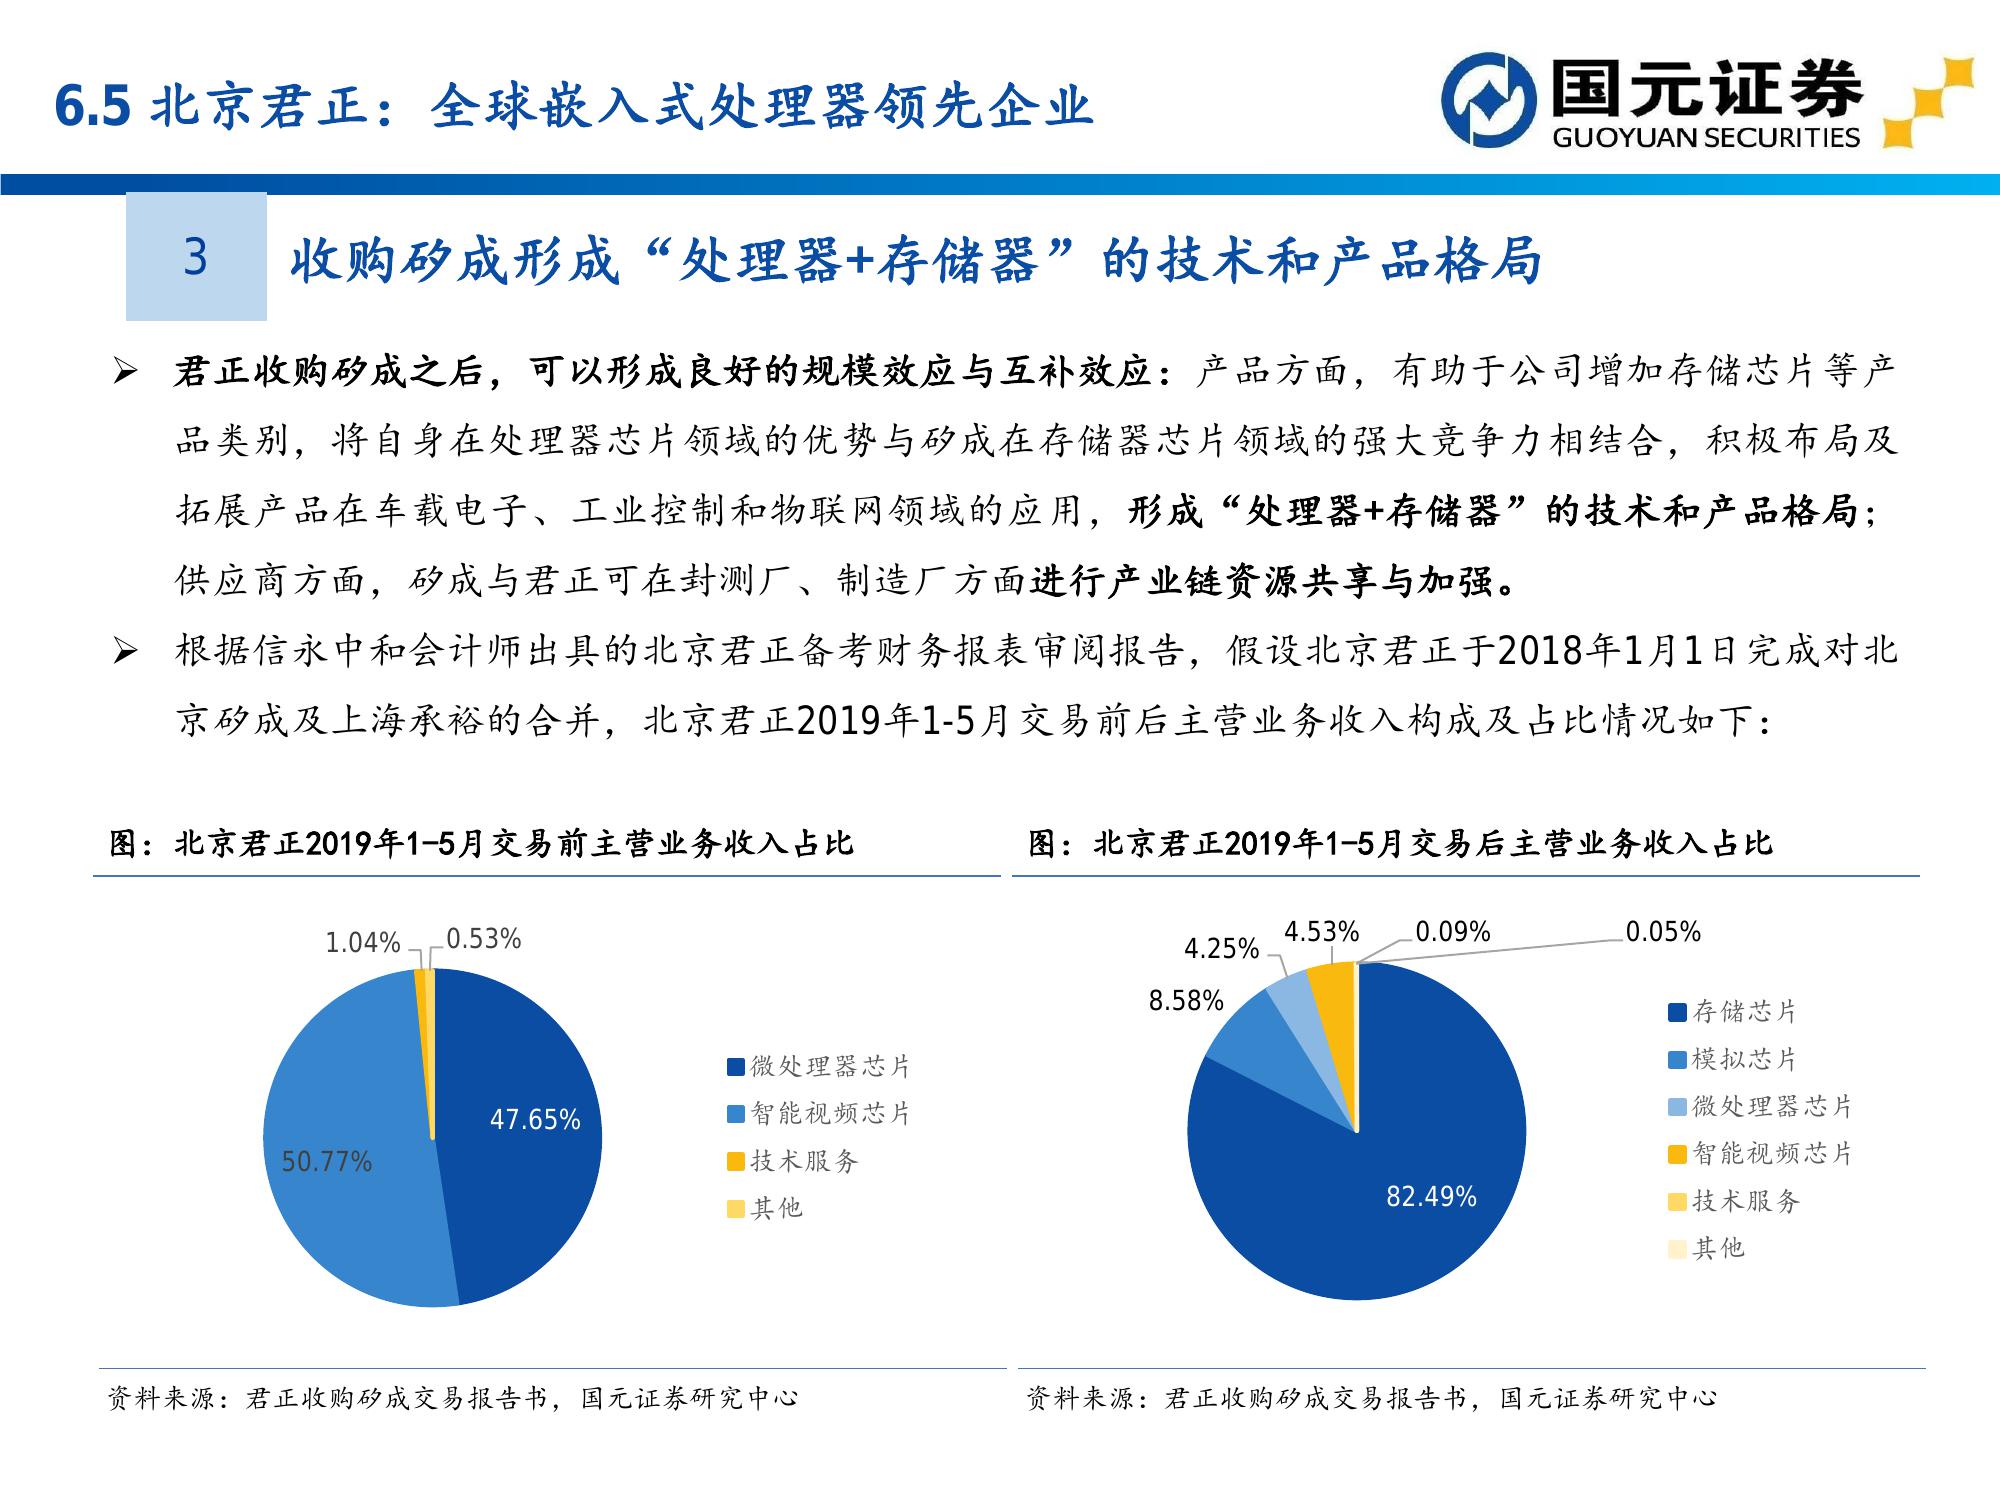 6.5 北京君正：全球嵌入式处理器领先企业
国元证券
GUOYUAN SECURITIES
3
收购矽成形成“处理器+存储器”的技术和产品格局
➢ 君正收购矽成之后，可以形成良好的规模效应与互补效应：产品方面，有助于公司增加存储芯片等产
品类别，将自身在处理器芯片领域的优势与矽成在存储器芯片领域的强大竞争力相结合，积极布局及
拓展产品在车载电子、工业控制和物联网领域的应用，形成“处理器+存储器”的技术和产品格局；
供应商方面，矽成与君正可在封测厂、制造厂方面进行产业链资源共享与加强。
➢ 根据信永中和会计师出具的北京君正备考财务报表审阅报告，假设北京君正于2018年1月1日完成对北
京矽成及上海承裕的合并，北京君正2019年1-5月交易前后主营业务收入构成及占比情况如下：
图：北京君正2019年1-5月交易前主营业务收入占比
1.04%
0.53%
47.65%
50.77%
微处理器芯片
智能视频芯片
技术服务
其他
资料来源：君正收购矽成交易报告书，国元证券研究中心
图：北京君正2019年1-5月交易后主营业务收入占比
4.53%
0.09%
0.05%
4.25%
8.58%
82.49%
存储芯片
模拟芯片
微处理器芯片
智能视频芯片
技术服务
其他
资料来源：君正收购矽成交易报告书，国元证券研究中心